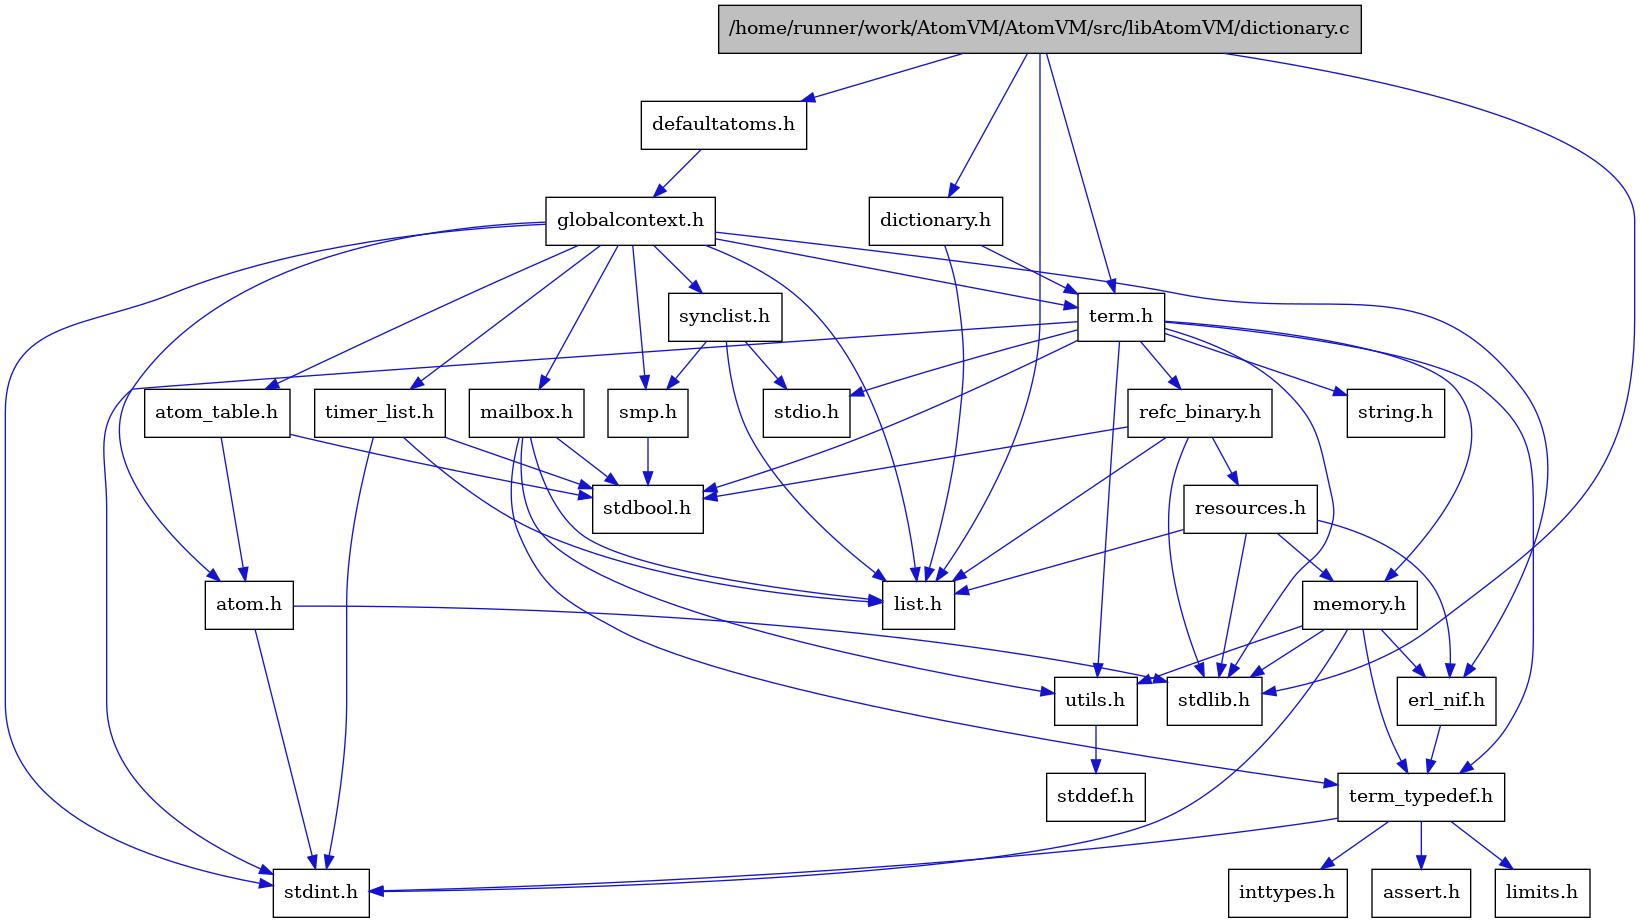 /home/runner/work/AtomVM/AtomVM/src/libAtomVM/dictionary.c
defaultatoms.h
globalcontext.h
dictionary.h
synclist.h
term.h
atom_table.h
timer_list.h
mailbox.h
smp.h
stdio.h
refc_binary.h
string.h
stdbool.h
resources.h
atom.h
list.h
memory.h
utils.h
stdlib.h
erl_nif.h
stddef.h
term_typedef.h
stdint.h
inttypes.h
assert.h
limits.h